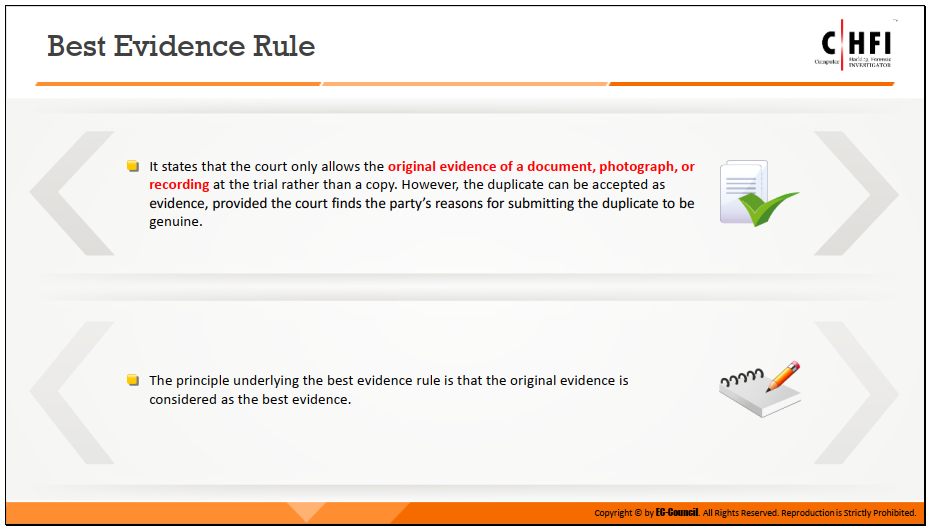 Best Evidence Rule
CHFI
Computer Hacking Forensic
INVESTIGATOR
It states that the court only allows the original evidence of a document, photograph, or
recording at the trial rather than a copy. However, the duplicate can be accepted as
evidence, provided the court finds the party’s reasons for submitting the duplicate to be
genuine.
The principle underlying the best evidence rule is that the original evidence is
considered as the best evidence.
Copyright © by EC-Council. All Rights Reserved. Reproduction is Strictly Prohibited.